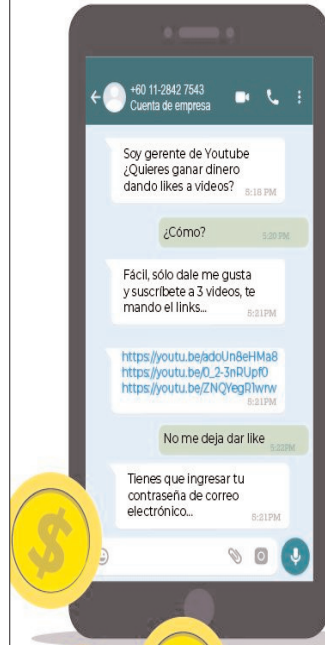 +60 11-2842 7543
Cuenta de empresa
Soy gerente de Youtube
¿Quieres ganar dinero
dando likes a videos?
5:18 PM
¿Cómo?
5:20 PM
Fácil, sólo dale me gusta
y suscríbete a 3 videos, te
mando el links...
5:21PM
https://youtu.be/adoUn8eHMa8
https://youtu.be/0_2-3nRUpf0
https://youtu.be/ZNQYegR1wrw
5:21PM
No me deja dar like
5:22PM
Tienes que ingresar tu
contraseña de correo
electrónico...
5:21PM
$